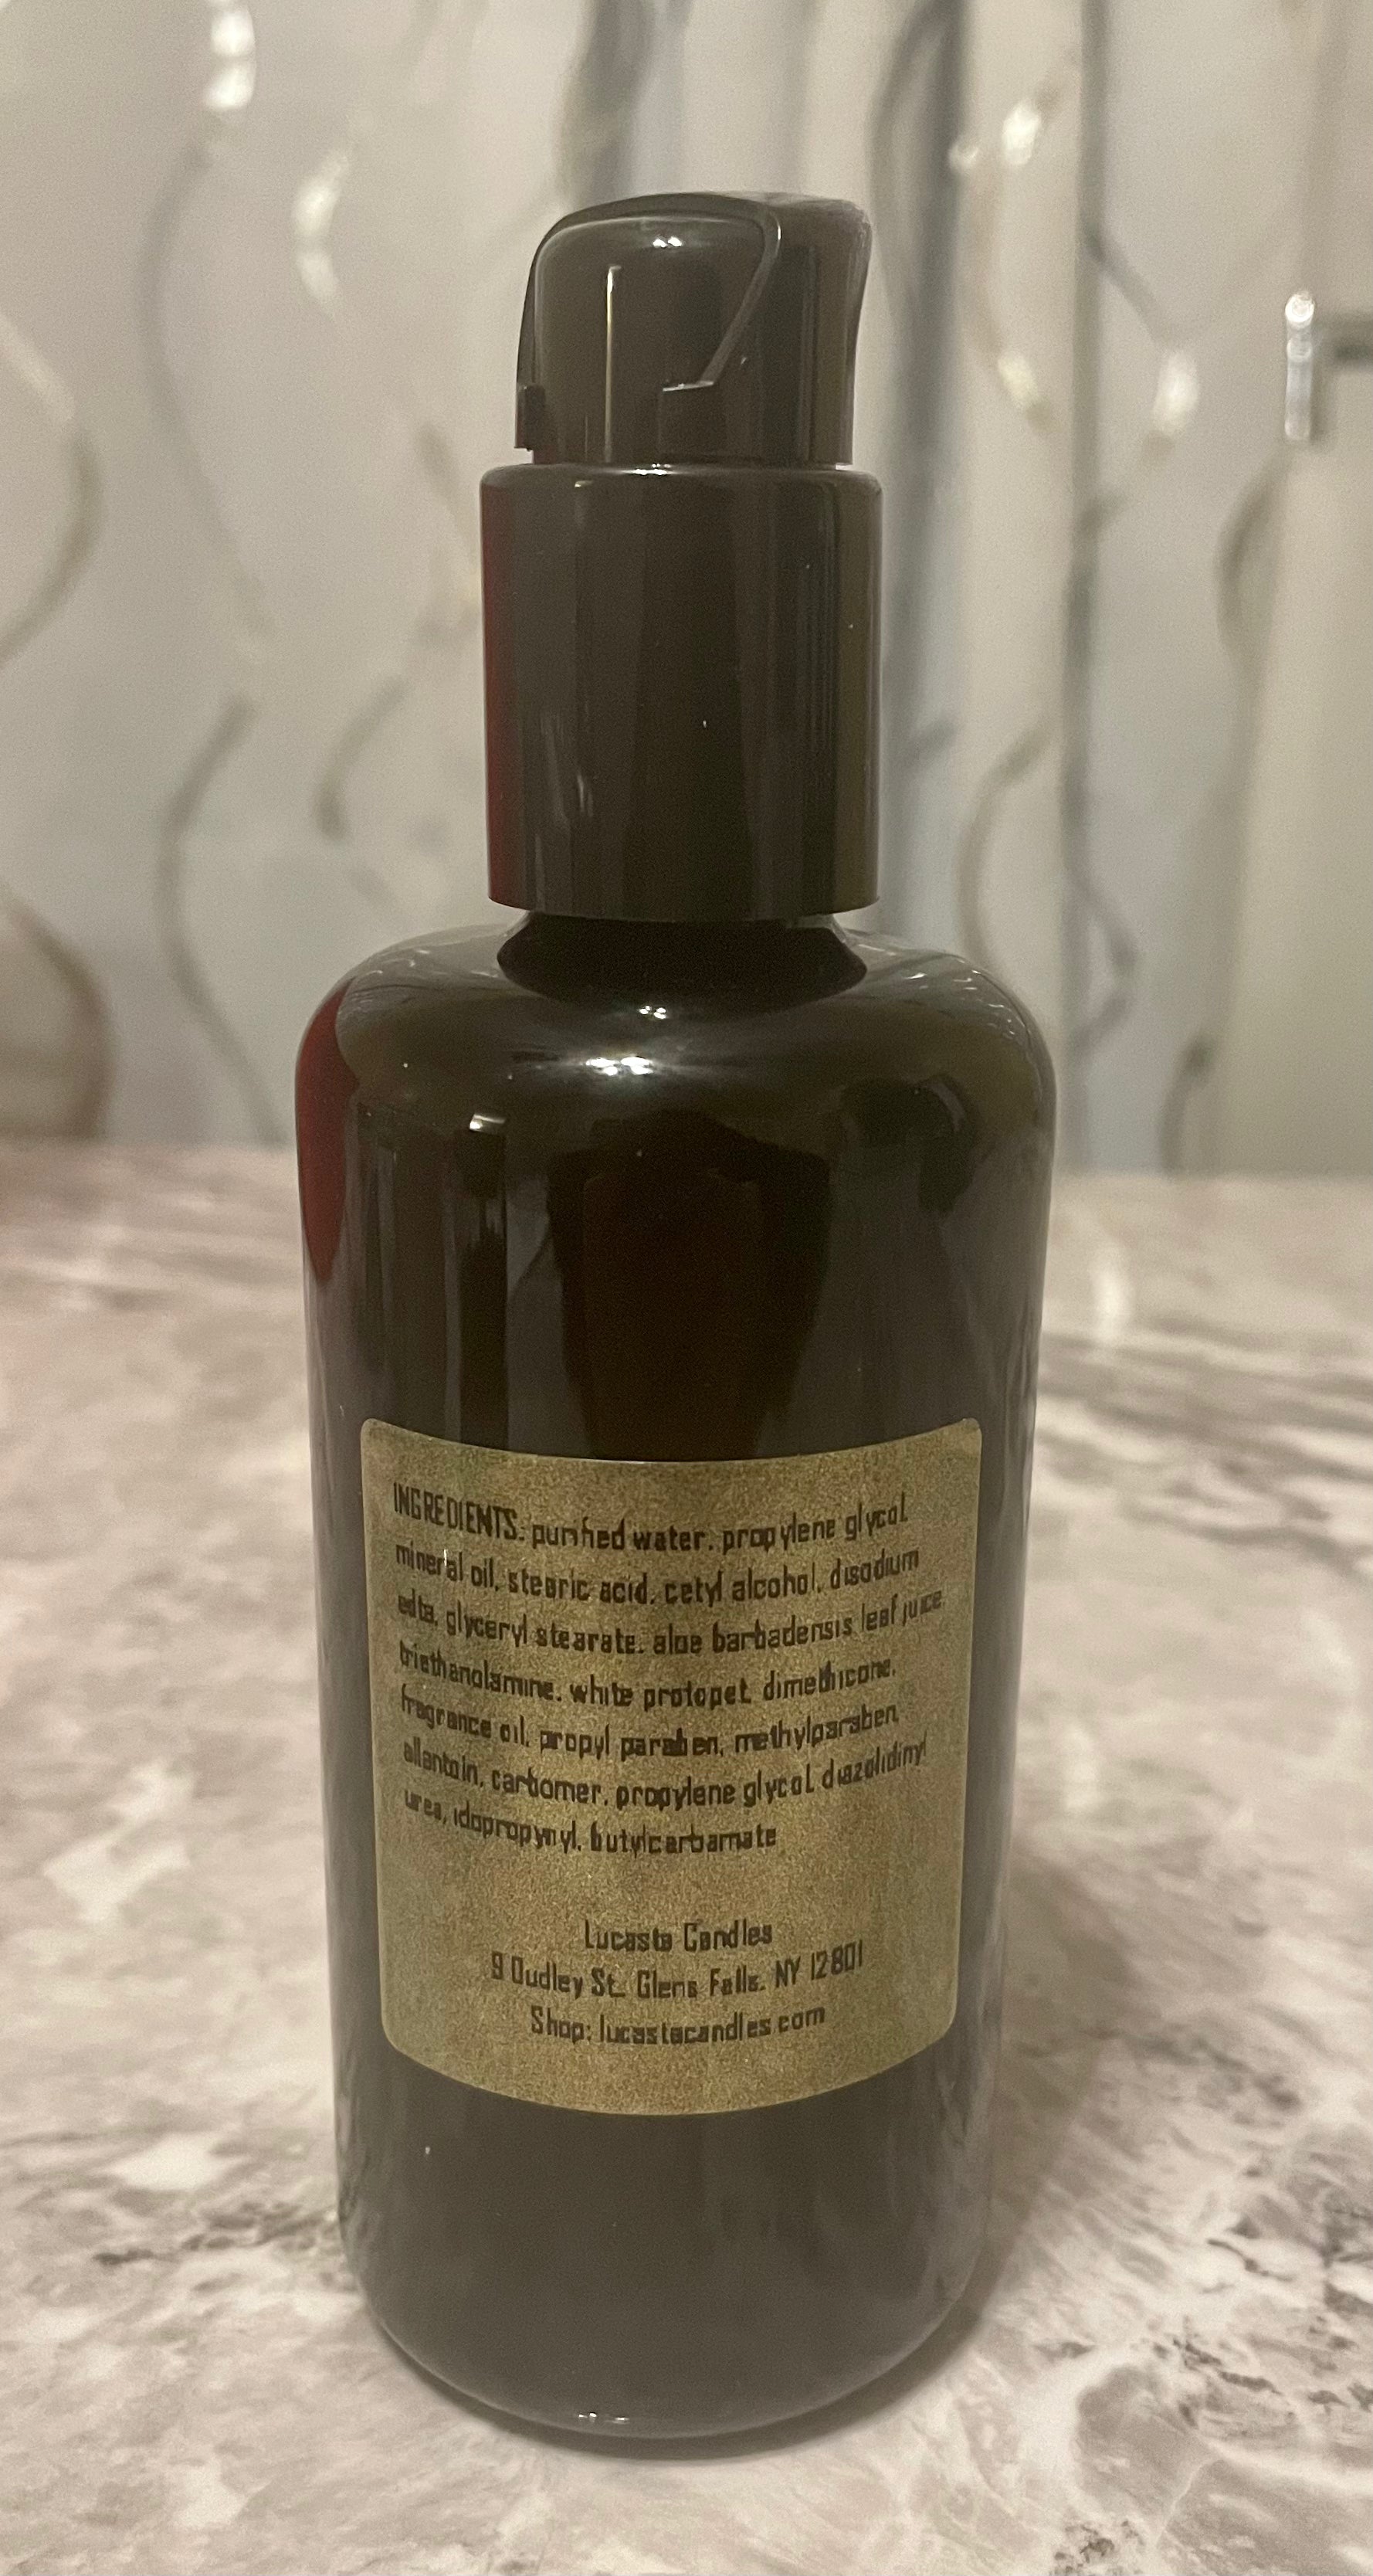 INGREDIENTS: purified water, propylene glycol,
mineral oil, stearic acid, cetyl alcohol, disodium
edta, glyceryl stearate, aloe barbadensis leaf juice,
triethanolamine, white protopet, dimethicone,
fragrance oil, propyl paraben, methylparaben,
allantoin, carbomer, propylene glycol, diazolidinyl
urea, idopropynyl, butylcarbamate
Lucasta Candles
9 Dudley St. Glens Falls, NY 12801
Shop: lucastacandles.com